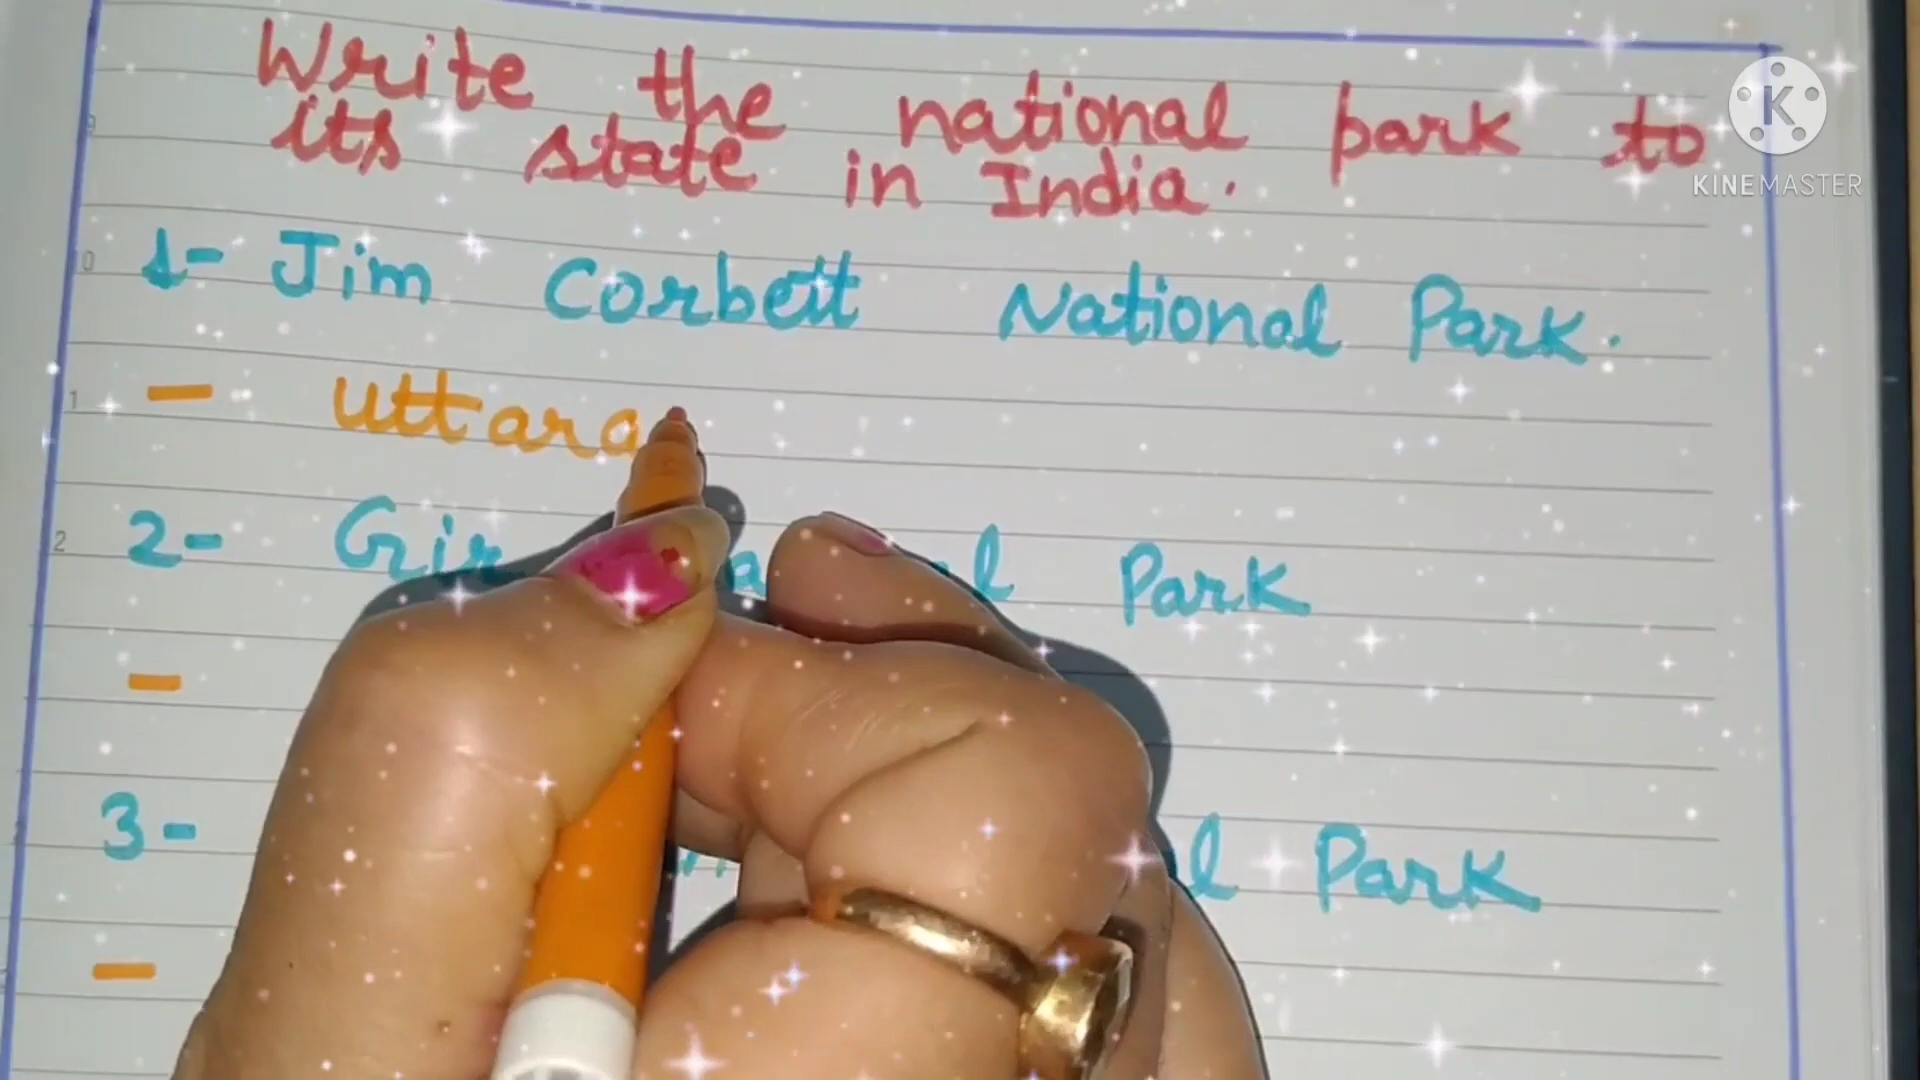 Write the national park to
its state in India.
K
KINEMASTER
1- Jim Corbett National Park.
- uttara
2- Gir Park
-
3- Park
-